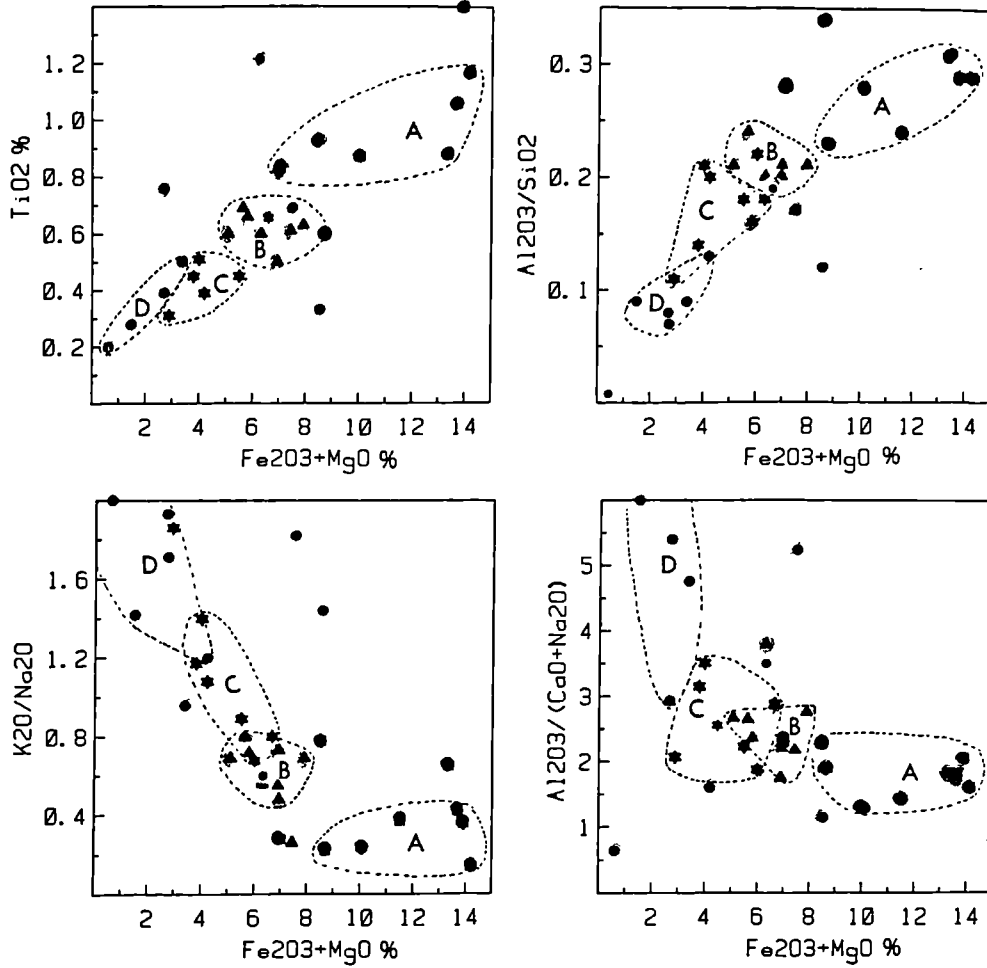 TiO2 %
1.2
1.0
0.8
0.6
0.4
0.2
A
B
C
D
2 4 6 8 10 12 14
Fe2O3+MgO %
Al2O3/SiO2
0.3
0.2
0.1
A
B
C
D
2 4 6 8 10 12 14
Fe2O3+MgO %
K2O/Na2O
1.6
1.2
0.8
0.4
D
C
B
A
2 4 6 8 10 12 14
Fe2O3+MgO %
Al2O3/(CaO+Na2O)
5
4
3
2
1
D
C
B
A
2 4 6 8 10 12 14
Fe2O3+MgO %